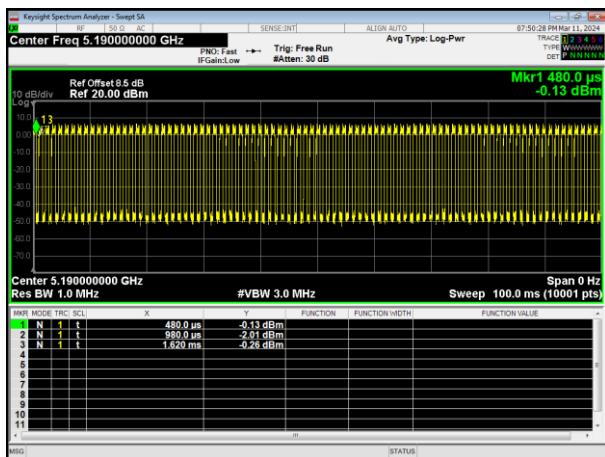 Keysight Spectrum Analyzer - Swept SA
RF 50 Ω AC SENSE:INT ALIGN AUTO 07:50:28 PM Mar 11, 2024
Center Freq 5.190000000 GHz
PNO: Fast
IFGain:Low
Trig: Free Run
#Atten: 30 dB
Avg Type: Log-Pwr
TRACE 1 2 3 4 5 6
TYPE WWWWWW
DET P N N N N N
Ref Offset 8.5 dB
10 dB/div Ref 20.00 dBm
Log
Mkr1 480.0 µs
-0.13 dBm
10.0
0.00
-10.0
-20.0
-30.0
-40.0
-50.0
-60.0
-70.0
1 3
Center 5.190000000 GHz Span 0 Hz
Res BW 1.0 MHz #VBW 3.0 MHz Sweep 100.0 ms (10001 pts)
MKR MODE TRC SCL X Y FUNCTION FUNCTION WIDTH FUNCTION VALUE
1 N 1 t 480.0 µs -0.13 dBm
2 N 1 t 980.0 µs -2.01 dBm
3 N 1 t 1.620 ms -0.26 dBm
4
5
6
7
8
9
10
11
MSG STATUS